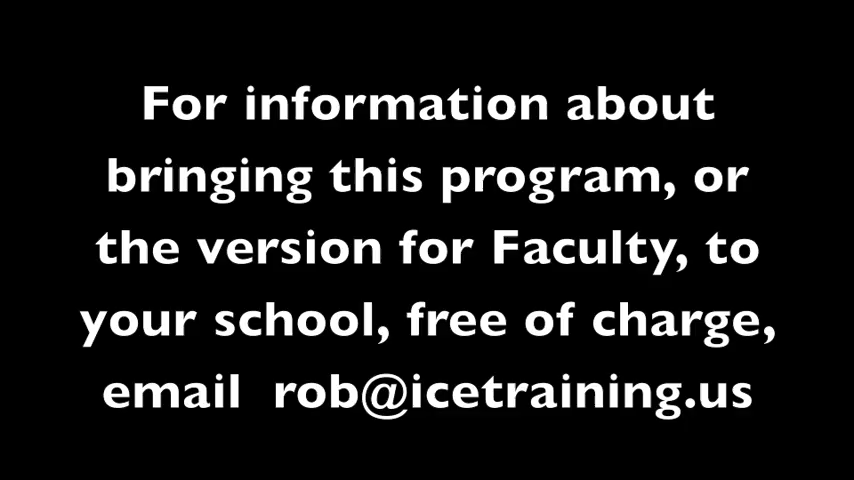 For information about
bringing this program, or
the version for Faculty, to
your school, free of charge,
email  rob@icetraining.us